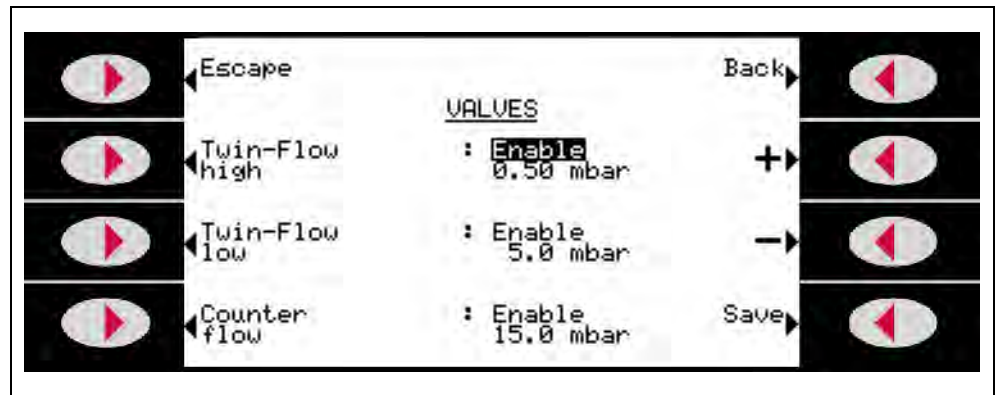 Escape Back
VALVES
Twin-Flow : Enable +
high 0.50 mbar
Twin-Flow : Enable −
low 5.0 mbar
Counter : Enable Save
flow 15.0 mbar